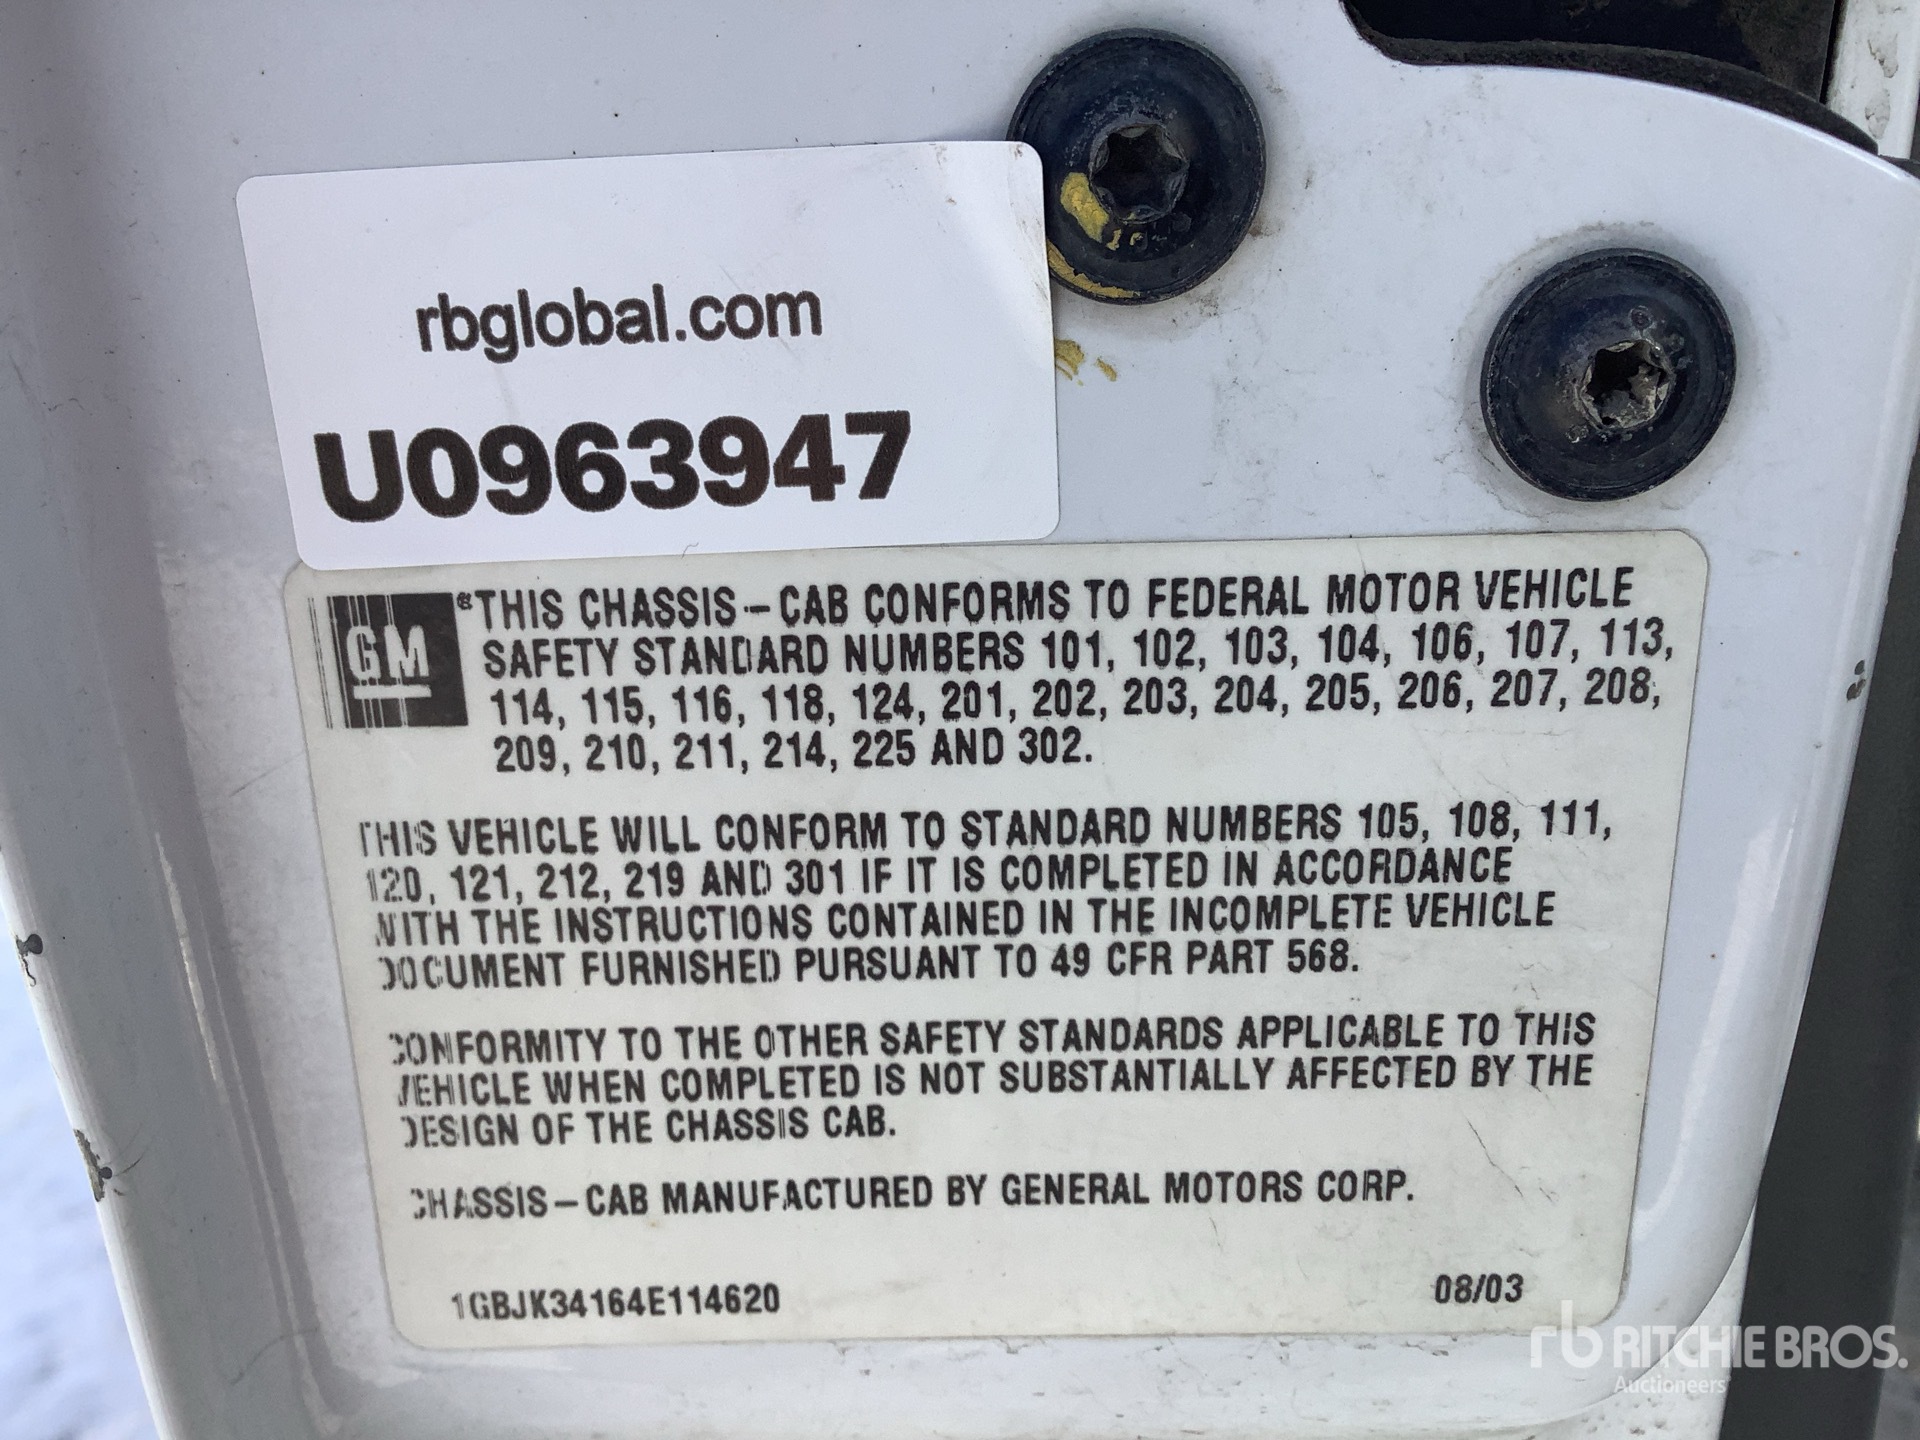 rbglobal.com
U0963947
GM
®THIS CHASSIS-CAB CONFORMS TO FEDERAL MOTOR VEHICLE
SAFETY STANDARD NUMBERS 101, 102, 103, 104, 106, 107, 113,
114, 115, 116, 118, 124, 201, 202, 203, 204, 205, 206, 207, 208,
209, 210, 211, 214, 225 AND 302.
THIS VEHICLE WILL CONFORM TO STANDARD NUMBERS 105, 108, 111,
120, 121, 212, 219 AND 301 IF IT IS COMPLETED IN ACCORDANCE
WITH THE INSTRUCTIONS CONTAINED IN THE INCOMPLETE VEHICLE
DOCUMENT FURNISHED PURSUANT TO 49 CFR PART 568.
CONFORMITY TO THE OTHER SAFETY STANDARDS APPLICABLE TO THIS
VEHICLE WHEN COMPLETED IS NOT SUBSTANTIALLY AFFECTED BY THE
DESIGN OF THE CHASSIS CAB.
CHASSIS-CAB MANUFACTURED BY GENERAL MOTORS CORP.
1GBJK34164E114620 08/03
rb RITCHIE BROS.
Auctioneers